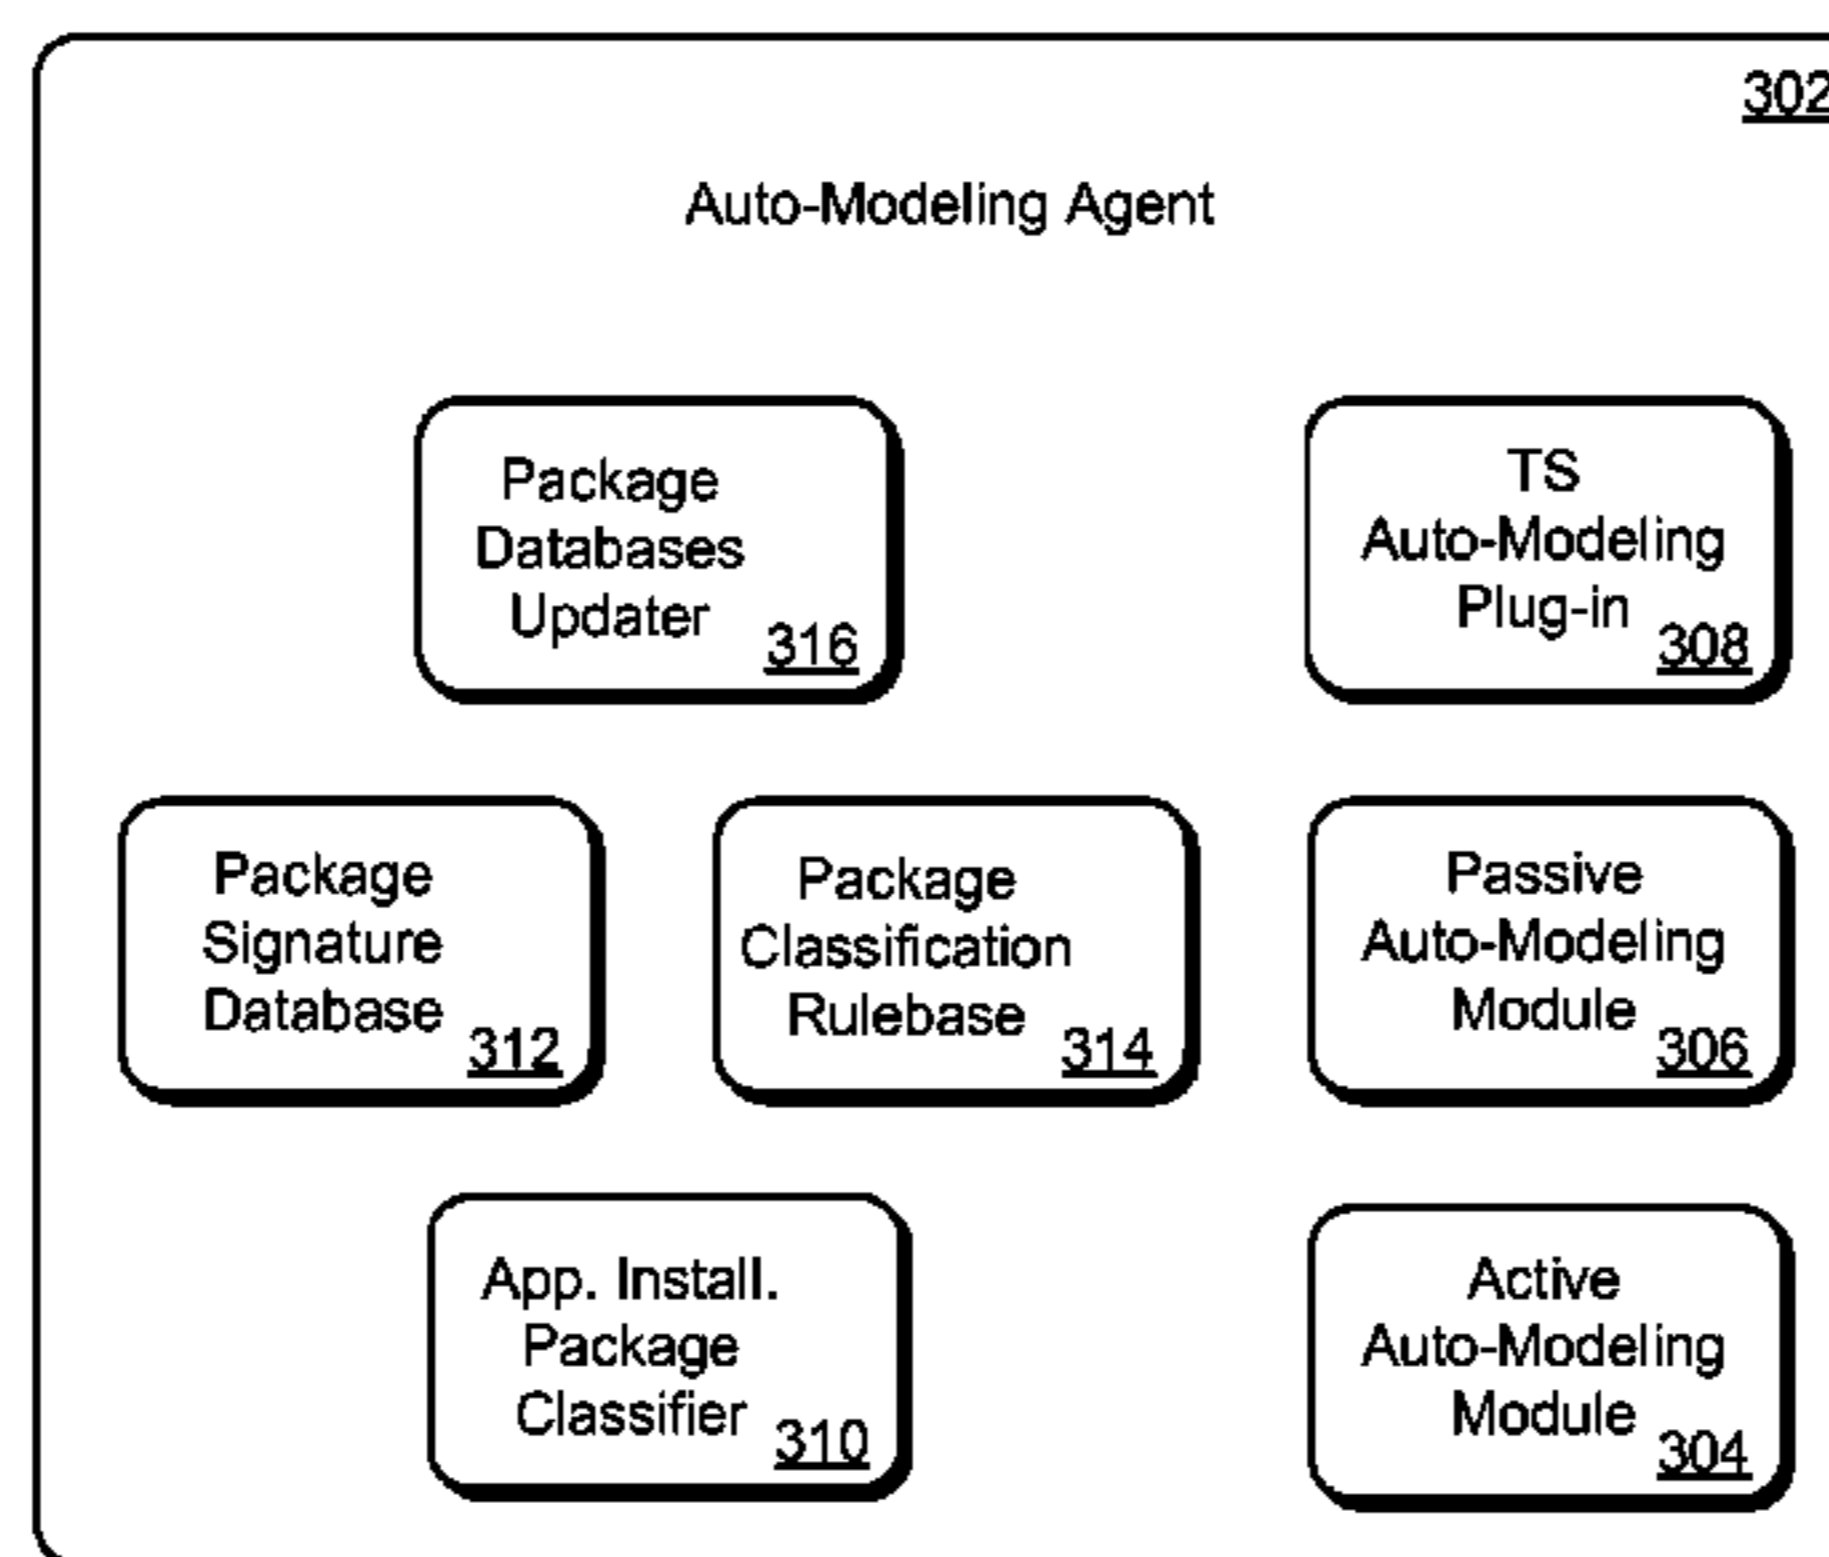 302
Auto-Modeling Agent
Package
Databases
Updater
316
TS
Auto-Modeling
Plug-in
308
Package
Signature
Database
312
Package
Classification
Rulebase
314
Passive
Auto-Modeling
Module
306
App. Install.
Package
Classifier
310
Active
Auto-Modeling
Module
304